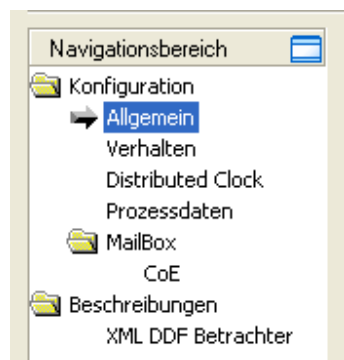 Navigationsbereich
Konfiguration
Allgemein
Verhalten
Distributed Clock
Prozessdaten
MailBox
CoE
Beschreibungen
XML DDF Betrachter